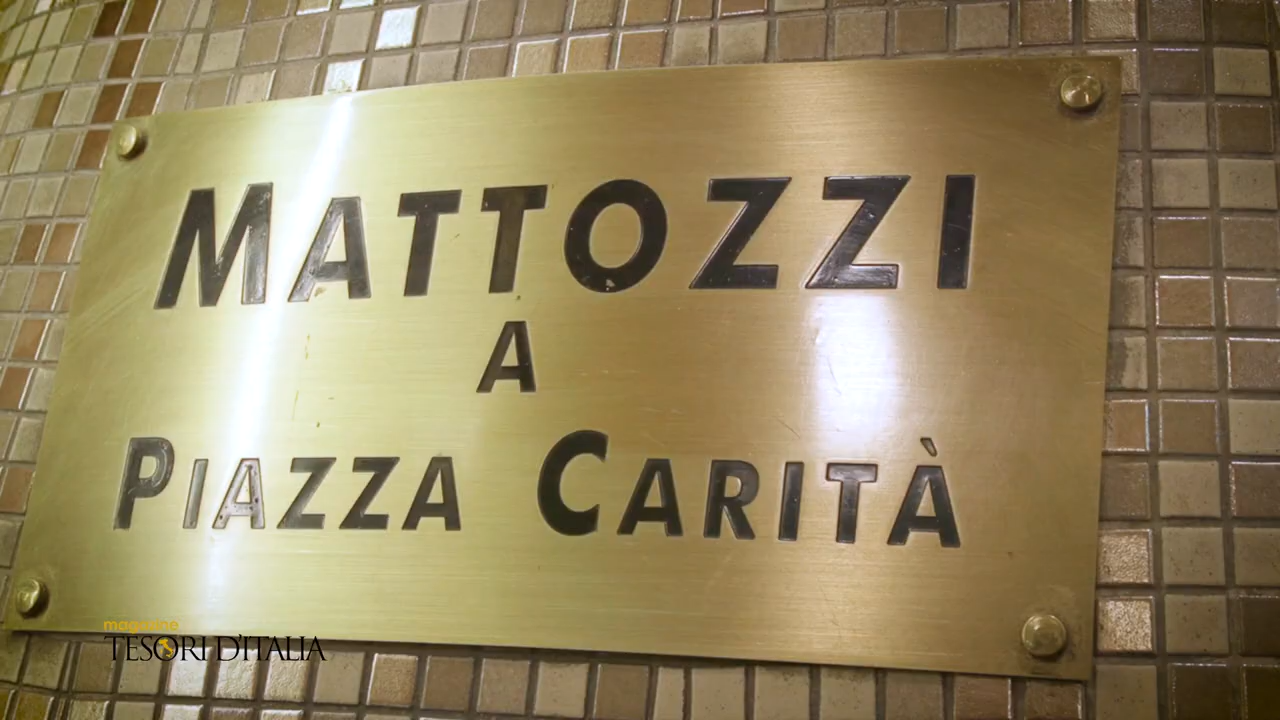 MATTOZZI
A
PIAZZA CARITÀ
magazine
TESORI D'ITALIA